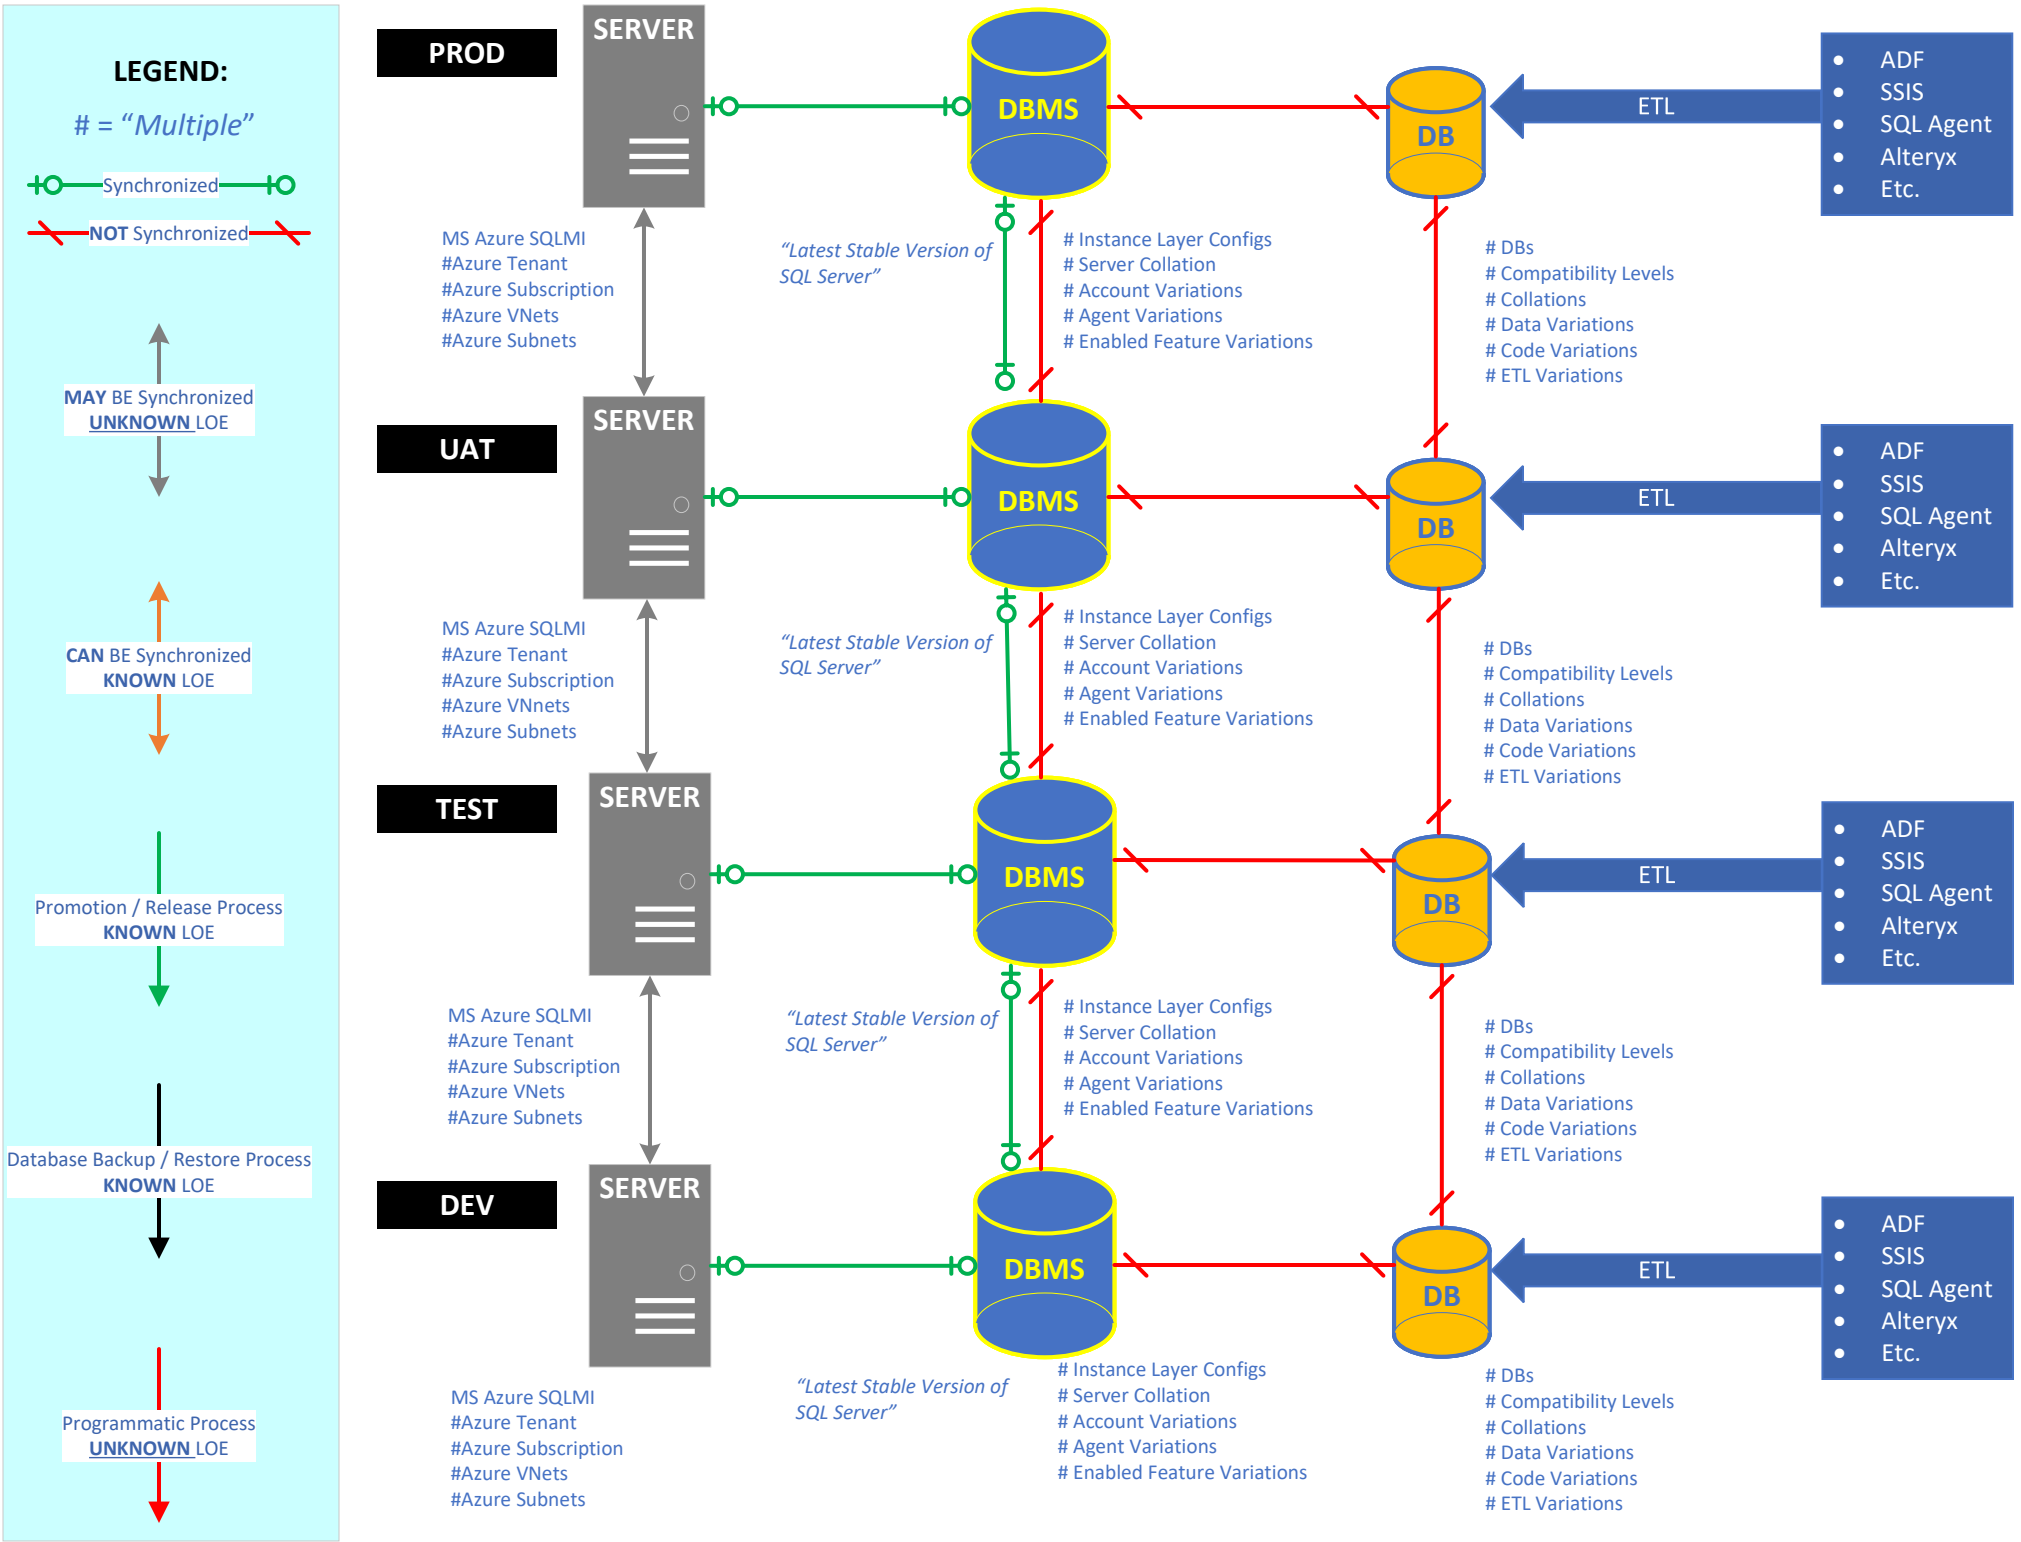 LEGEND:
# = “Multiple”
Synchronized
NOT Synchronized
MAY BE Synchronized
UNKNOWN LOE
CAN BE Synchronized
KNOWN LOE
Promotion / Release Process
KNOWN LOE
Database Backup / Restore Process
KNOWN LOE
Programmatic Process
UNKNOWN LOE
PROD
SERVER
DBMS
DB
ETL
• ADF
• SSIS
• SQL Agent
• Alteryx
• Etc.
MS Azure SQLMI
#Azure Tenant
#Azure Subscription
#Azure VNets
#Azure Subnets
“Latest Stable Version of
SQL Server”
# Instance Layer Configs
# Server Collation
# Account Variations
# Agent Variations
# Enabled Feature Variations
# DBs
# Compatibility Levels
# Collations
# Data Variations
# Code Variations
# ETL Variations
UAT
SERVER
DBMS
DB
ETL
• ADF
• SSIS
• SQL Agent
• Alteryx
• Etc.
MS Azure SQLMI
#Azure Tenant
#Azure Subscription
#Azure VNnets
#Azure Subnets
“Latest Stable Version of
SQL Server”
# Instance Layer Configs
# Server Collation
# Account Variations
# Agent Variations
# Enabled Feature Variations
# DBs
# Compatibility Levels
# Collations
# Data Variations
# Code Variations
# ETL Variations
TEST
SERVER
DBMS
DB
ETL
• ADF
• SSIS
• SQL Agent
• Alteryx
• Etc.
MS Azure SQLMI
#Azure Tenant
#Azure Subscription
#Azure VNets
#Azure Subnets
“Latest Stable Version of
SQL Server”
# Instance Layer Configs
# Server Collation
# Account Variations
# Agent Variations
# Enabled Feature Variations
# DBs
# Compatibility Levels
# Collations
# Data Variations
# Code Variations
# ETL Variations
DEV
SERVER
DBMS
DB
ETL
• ADF
• SSIS
• SQL Agent
• Alteryx
• Etc.
MS Azure SQLMI
#Azure Tenant
#Azure Subscription
#Azure VNets
#Azure Subnets
“Latest Stable Version of
SQL Server”
# Instance Layer Configs
# Server Collation
# Account Variations
# Agent Variations
# Enabled Feature Variations
# DBs
# Compatibility Levels
# Collations
# Data Variations
# Code Variations
# ETL Variations